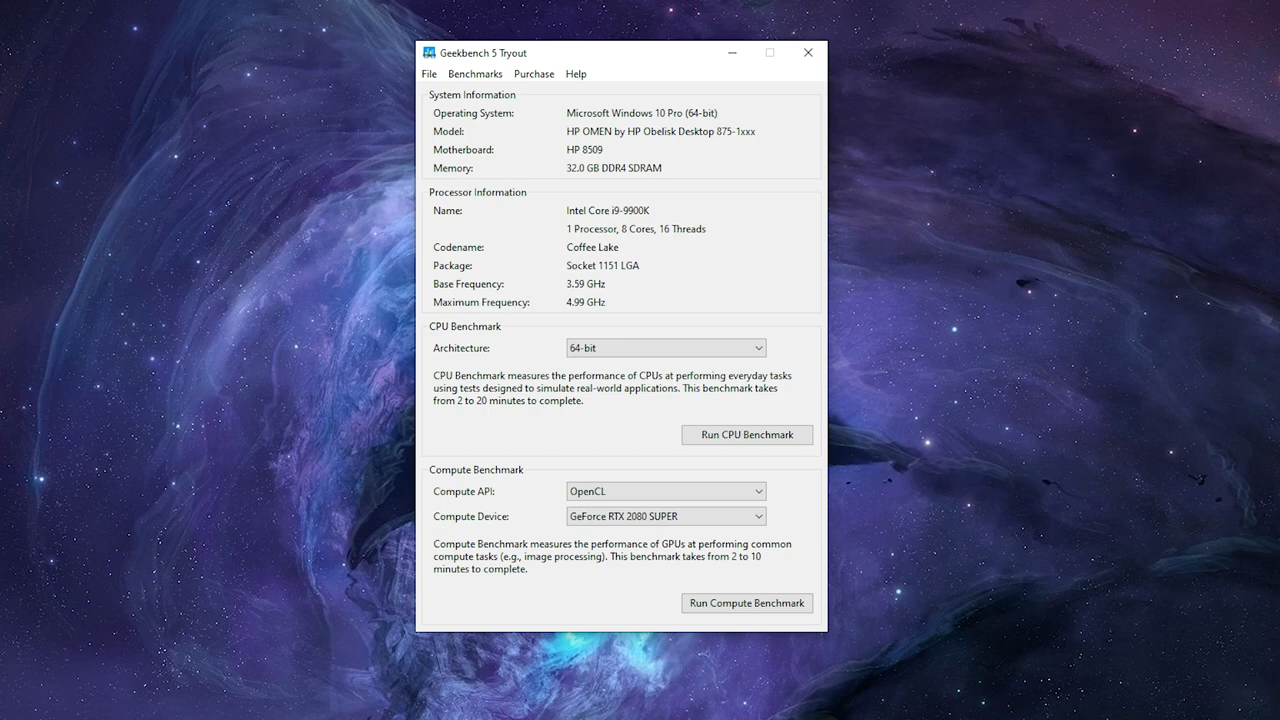 Geekbench 5 Tryout
File Benchmarks Purchase Help
System Information
Operating System: Microsoft Windows 10 Pro (64-bit)
Model: HP OMEN by HP Obelisk Desktop 875-1xxx
Motherboard: HP 8509
Memory: 32.0 GB DDR4 SDRAM
Processor Information
Name: Intel Core i9-9900K
1 Processor, 8 Cores, 16 Threads
Codename: Coffee Lake
Package: Socket 1151 LGA
Base Frequency: 3.59 GHz
Maximum Frequency: 4.99 GHz
CPU Benchmark
Architecture: 64-bit
CPU Benchmark measures the performance of CPUs at performing everyday tasks
using tests designed to simulate real-world applications. This benchmark takes
from 2 to 20 minutes to complete.
Run CPU Benchmark
Compute Benchmark
Compute API: OpenCL
Compute Device: GeForce RTX 2080 SUPER
Compute Benchmark measures the performance of GPUs at performing common
compute tasks (e.g., image processing). This benchmark takes from 2 to 10
minutes to complete.
Run Compute Benchmark